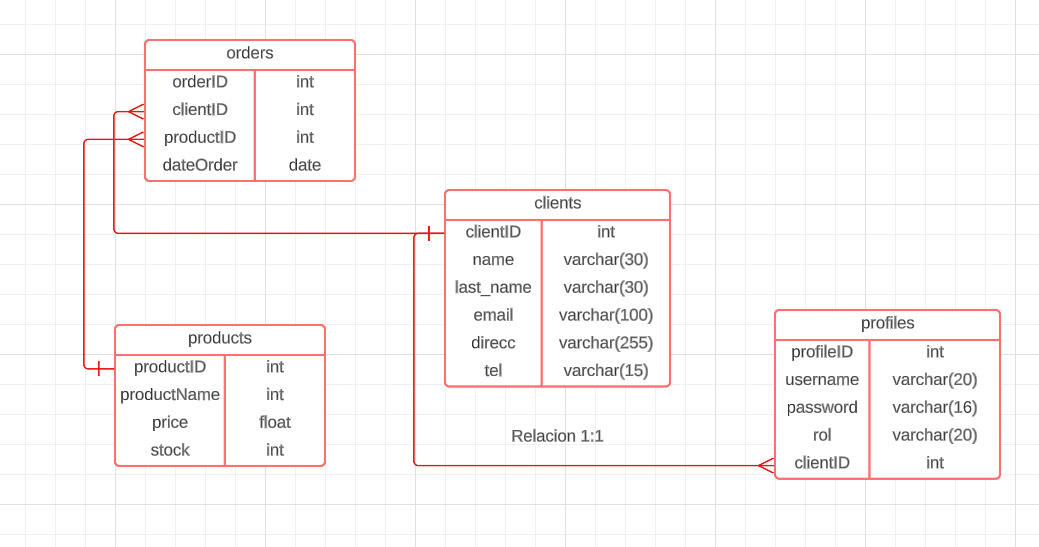 orders
orderID int
clientID int
productID int
dateOrder date
clients
clientID int
name varchar(30)
last_name varchar(30)
email varchar(100)
direcc varchar(255)
tel varchar(15)
products
productID int
productName int
price float
stock int
profiles
profileID int
username varchar(20)
password varchar(16)
rol varchar(20)
clientID int
Relacion 1:1